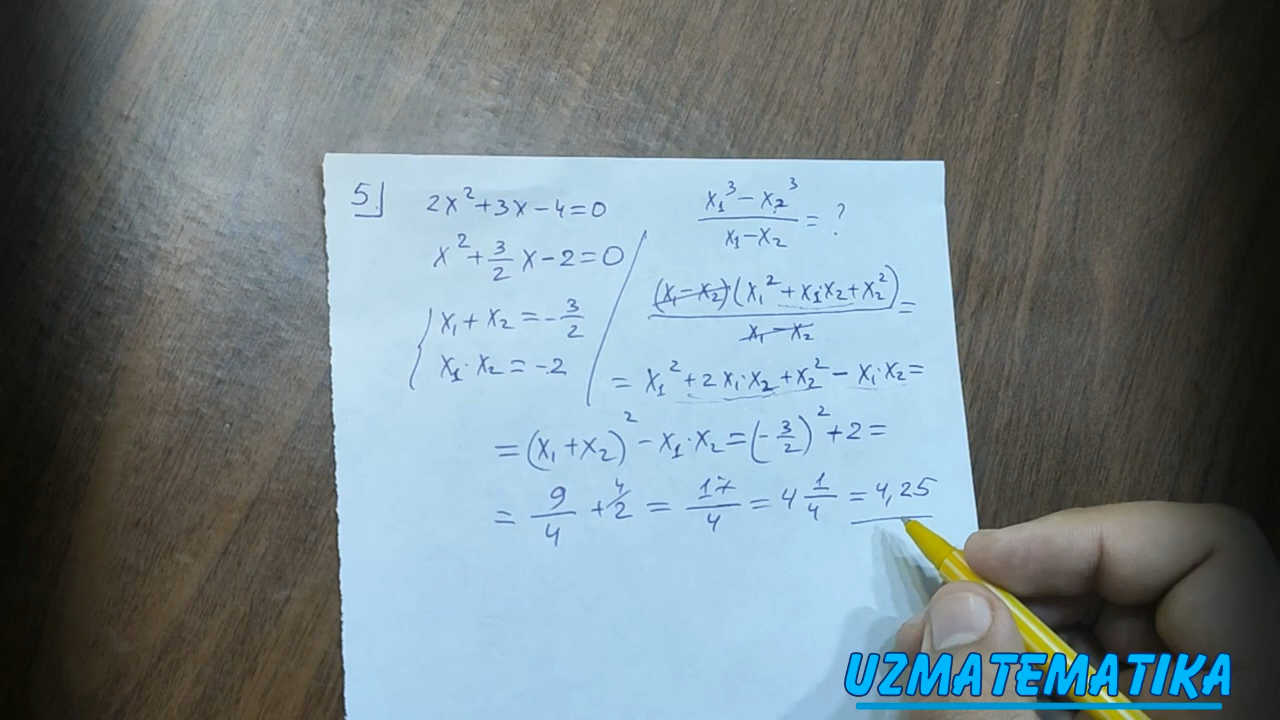 5) 2x²+3x-4=0
x²+3/2 x-2=0
x₁+x₂=-3/2
x₁·x₂=-2
(x₁³-x₂³)/(x₁-x₂)=?
(x₁-x₂)(x₁²+x₁·x₂+x₂²)/(x₁-x₂)=
=x₁²+2x₁·x₂+x₂²-x₁·x₂=
=(x₁+x₂)²-x₁·x₂=(-3/2)²+2=
=9/4+⁴⁄2=17/4=4 1/4=4,25
UZMATEMATIKA